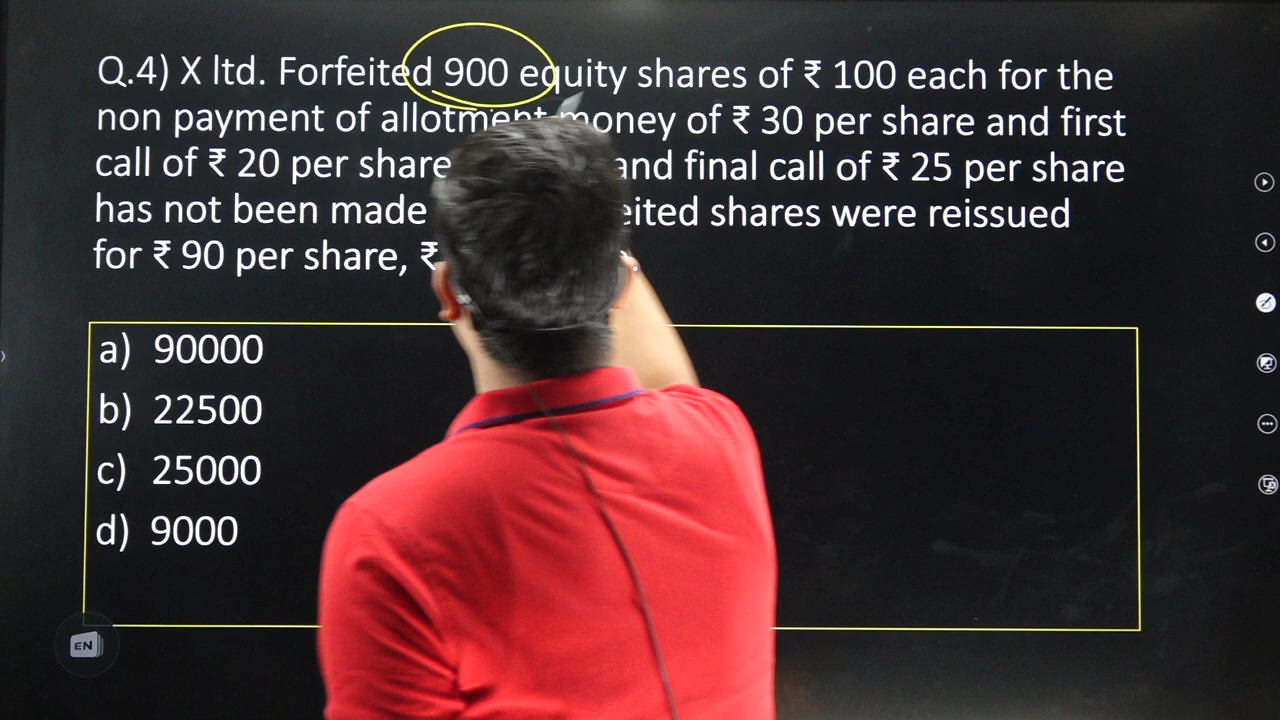 Q.4) X ltd. Forfeited 900 equity shares of ₹ 100 each for the
non payment of allotment money of ₹ 30 per share and first
call of ₹ 20 per share and final call of ₹ 25 per share
has not been made shares were reissued
for ₹ 90 per share, ₹
a) 90000
b) 22500
c) 25000
d) 9000
EN